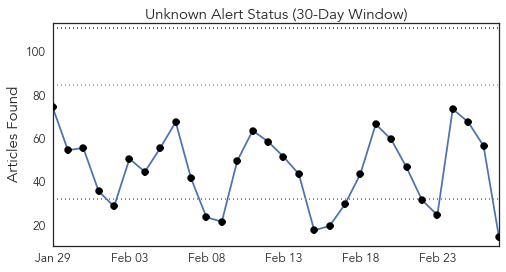 Unknown Alert Status (30-Day Window)
Articles Found
100
80
60
40
20
Jan 29 Feb 03 Feb 08 Feb 13 Feb 18 Feb 23